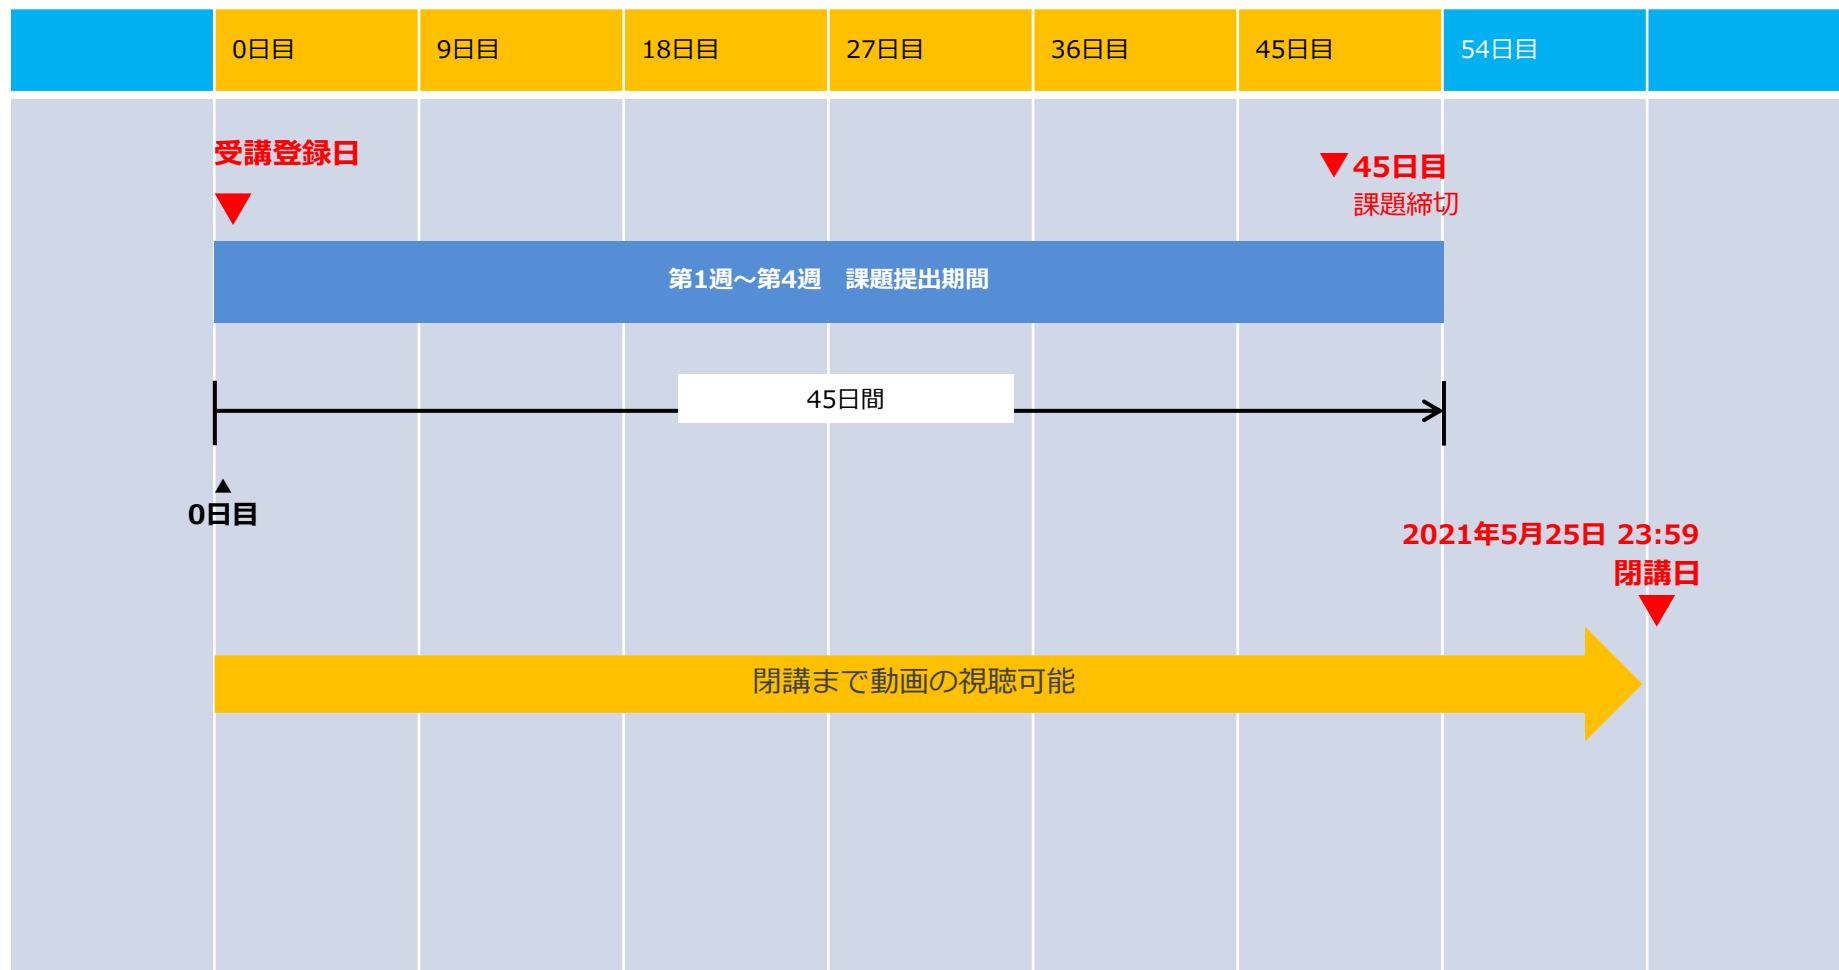 0日目
9日目
18日目
27日目
36日目
45日目
54日目
受講登録日
45日目
課題締切
第1週～第4週　課題提出期間
45日間
0日目
2021年5月25日 23:59
閉講日
閉講まで動画の視聴可能